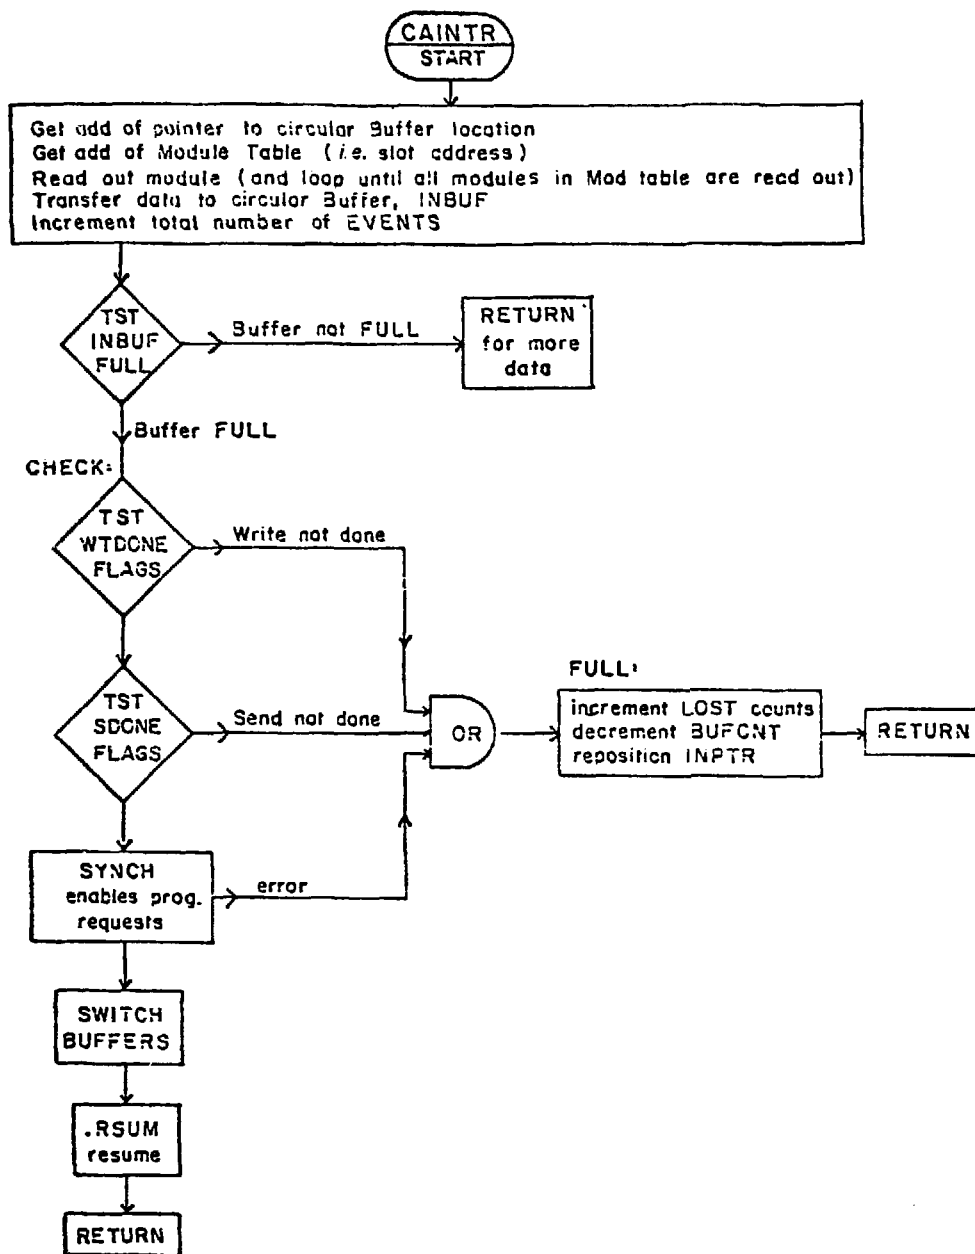 CAINTR
START
Get add of pointer to circular Buffer location
Get add of Module Table (i.e. slot address)
Read out module (and loop until all modules in Mod table are read out)
Transfer data to circular Buffer, INBUF
Increment total number of EVENTS
TST
INBUF
FULL
Buffer not FULL
RETURN
for more
data
Buffer FULL
CHECK:
TST
WTDONE
FLAGS
Write not done
TST
SDONE
FLAGS
Send not done
OR
FULL:
increment LOST counts
decrement BUFCNT
reposition INPTR
RETURN
SYNCH
enables prog.
requests
error
SWITCH
BUFFERS
.RSUM
resume
RETURN